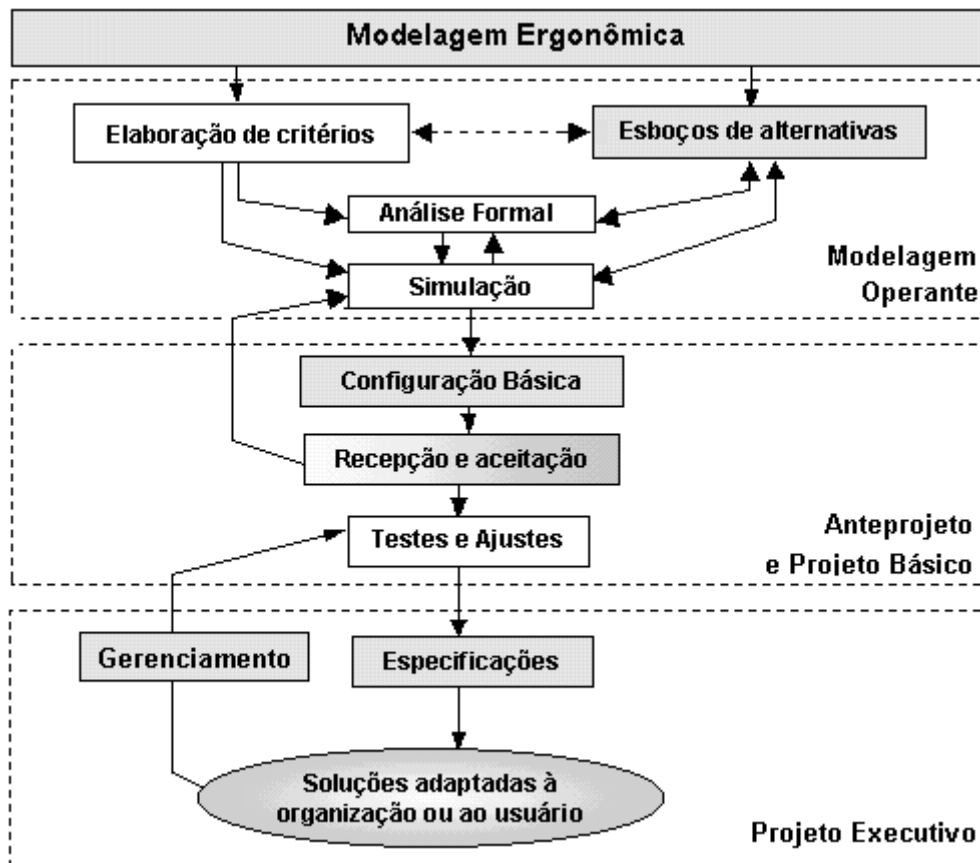 Modelagem Ergonômica
Elaboração de critérios
Esboços de alternativas
Análise Formal
Simulação
Modelagem
Operante
Configuração Básica
Recepção e aceitação
Testes e Ajustes
Anteprojeto
e Projeto Básico
Gerenciamento
Especificações
Soluções adaptadas à
organização ou ao usuário
Projeto Executivo